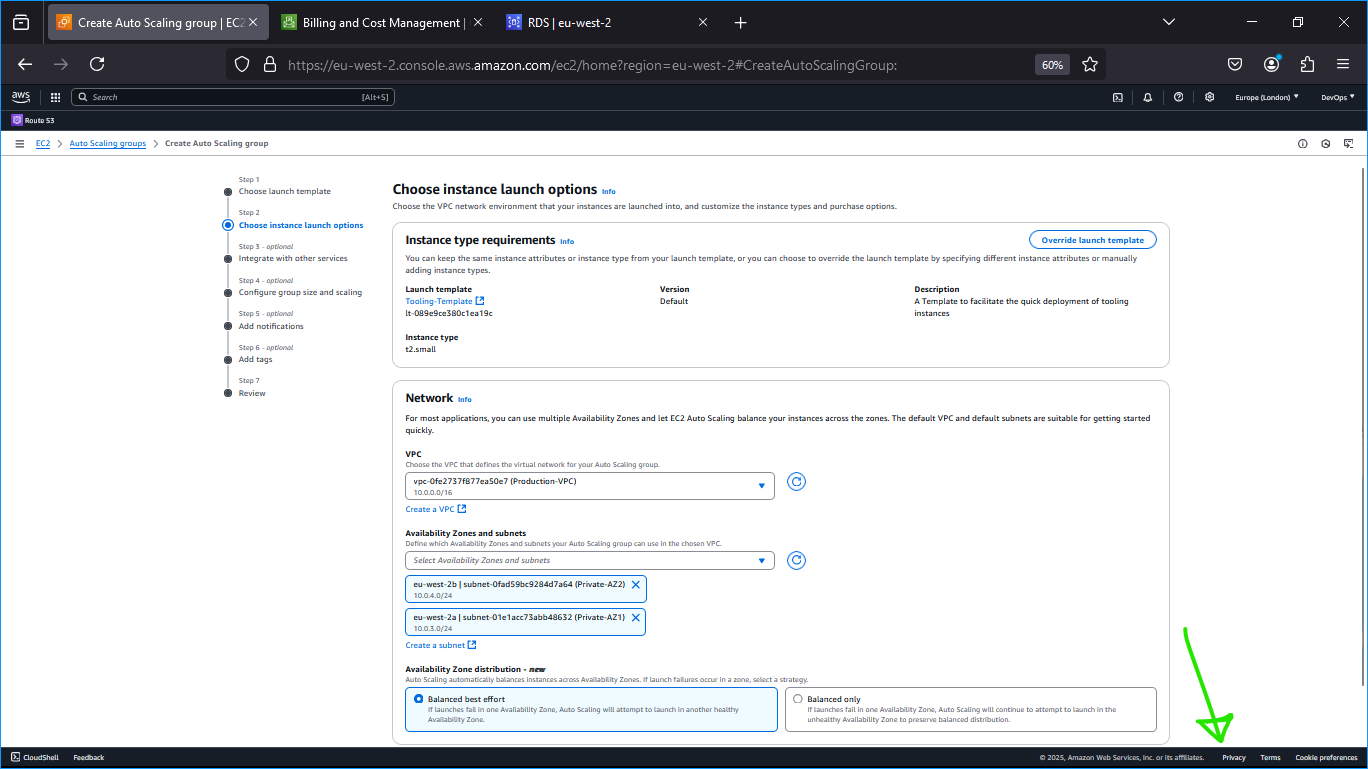 Create Auto Scaling group | EC2
Billing and Cost Management |
RDS | eu-west-2
https://eu-west-2.console.aws.amazon.com/ec2/home?region=eu-west-2#CreateAutoScalingGroup:
60%
aws
Search
[Alt+S]
Europe (London)
DevOps
Route 53
EC2 > Auto Scaling groups > Create Auto Scaling group
Step 1
Choose launch template
Step 2
Choose instance launch options
Step 3 - optional
Integrate with other services
Step 4 - optional
Configure group size and scaling
Step 5 - optional
Add notifications
Step 6 - optional
Add tags
Step 7
Review
Choose instance launch options Info
Choose the VPC network environment that your instances are launched into, and customize the instance types and purchase options.
Instance type requirements Info
Override launch template
You can keep the same instance attributes or instance type from your launch template, or you can choose to override the launch template by specifying different instance attributes or manually
adding instance types.
Launch template
Tooling-Template
lt-089e9ce380c1ea19c
Version
Default
Description
A Template to facilitate the quick deployment of tooling
instances
Instance type
t2.small
Network Info
For most applications, you can use multiple Availability Zones and let EC2 Auto Scaling balance your instances across the zones. The default VPC and default subnets are suitable for getting started
quickly.
VPC
Choose the VPC that defines the virtual network for your Auto Scaling group.
vpc-0fe2737f877ea50e7 (Production-VPC)
10.0.0.0/16
Create a VPC
Availability Zones and subnets
Define which Availability Zones and subnets your Auto Scaling group can use in the chosen VPC.
Select Availability Zones and subnets
eu-west-2b | subnet-0fad59bc9284d7a64 (Private-AZ2)
10.0.4.0/24
eu-west-2a | subnet-01e1acc73abb48632 (Private-AZ1)
10.0.3.0/24
Create a subnet
Availability Zone distribution - new
Auto Scaling automatically balances instances across Availability Zones. If launch failures occur in a zone, select a strategy.
Balanced best effort
If launches fail in one Availability Zone, Auto Scaling will attempt to launch in another healthy
Availability Zone.
Balanced only
If launches fail in one Availability Zone, Auto Scaling will continue to attempt to launch in the
unhealthy Availability Zone to preserve balanced distribution.
CloudShell
Feedback
© 2025, Amazon Web Services, Inc. or its affiliates.
Privacy
Terms
Cookie preferences